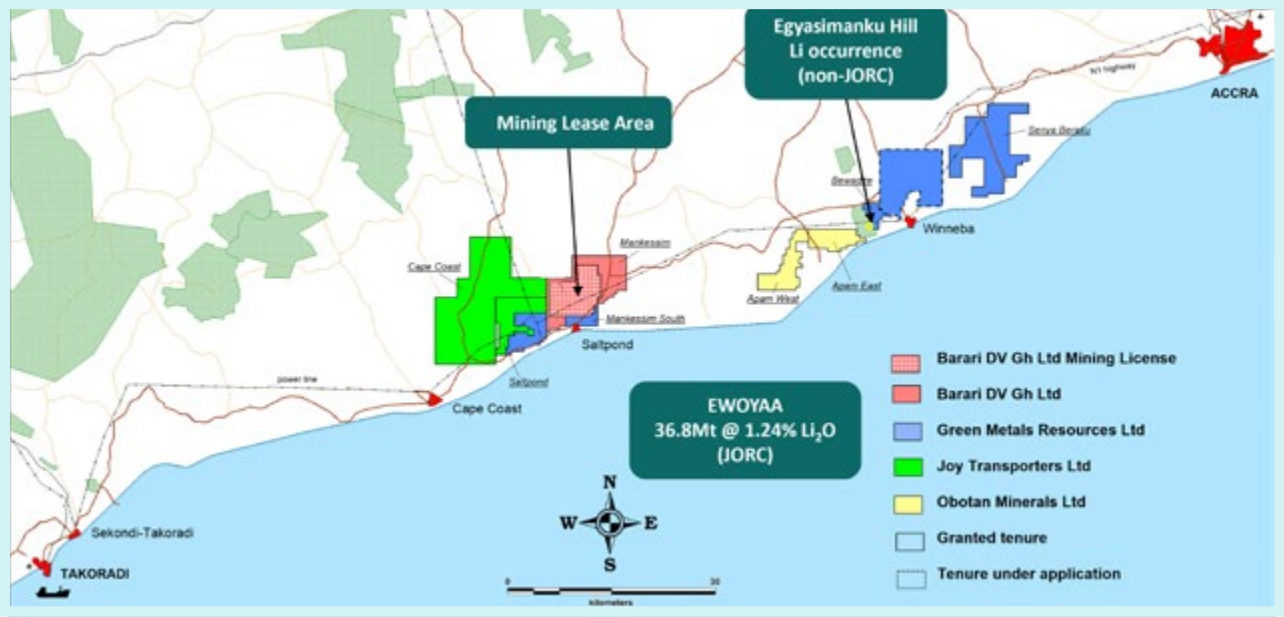 Egyasimanku Hill
Li occurrence
(non-JORC)
N1 highway
ACCRA
Mining Lease Area
Senya Beraku
Bewadze
Winneba
Mankessim
Cape Coast
Apam East
Apam West
Mankessim South
Saltpond
Saltpond
power line
Cape Coast
EWOYAA
36.8Mt @ 1.24% Li₂O
(JORC)
Barari DV Gh Ltd Mining License
Barari DV Gh Ltd
Green Metals Resources Ltd
Joy Transporters Ltd
Obotan Minerals Ltd
Granted tenure
Tenure under application
N
W
E
S
Sekondi-Takoradi
TAKORADI
0
kilometers